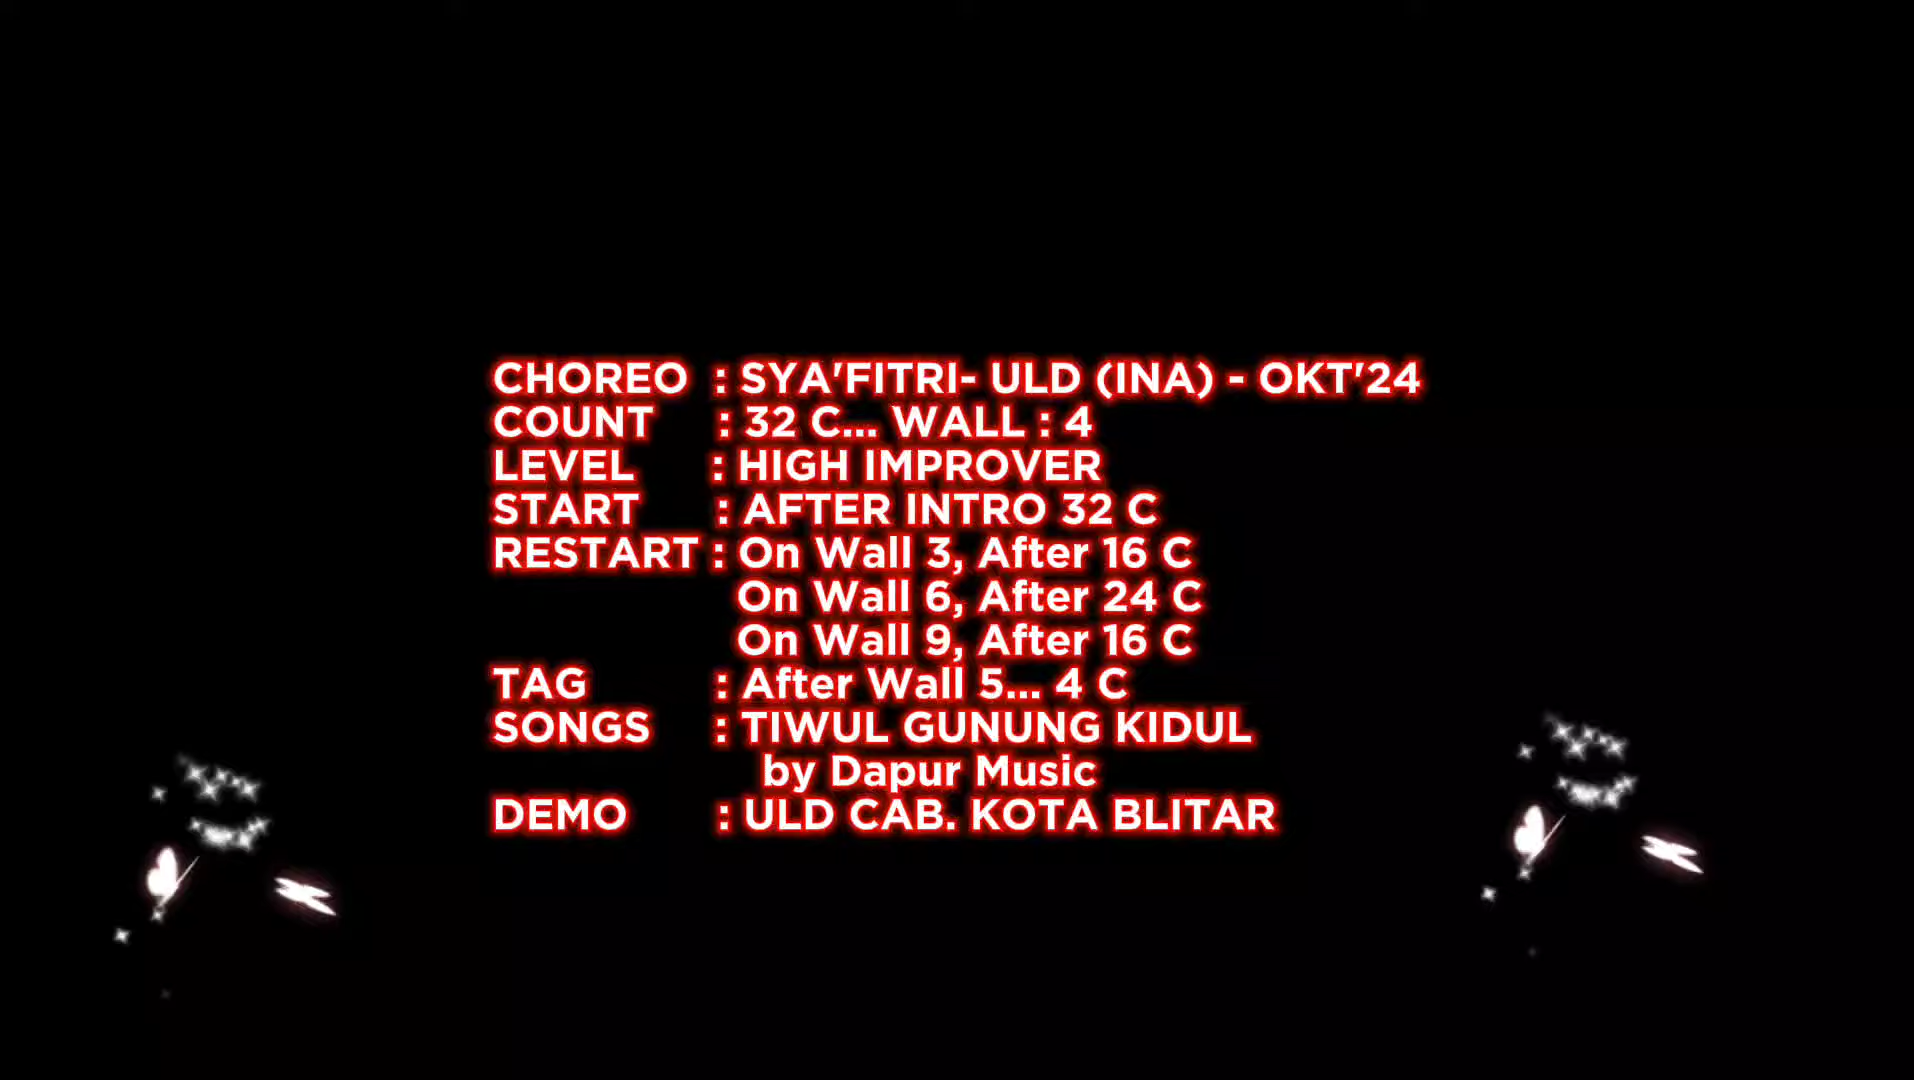 CHOREO : SYA'FITRI- ULD (INA) - OKT'24
COUNT : 32 C... WALL : 4
LEVEL : HIGH IMPROVER
START : AFTER INTRO 32 C
RESTART : On Wall 3, After 16 C
On Wall 6, After 24 C
On Wall 9, After 16 C
TAG : After Wall 5... 4 C
SONGS : TIWUL GUNUNG KIDUL
by Dapur Music
DEMO : ULD CAB. KOTA BLITAR